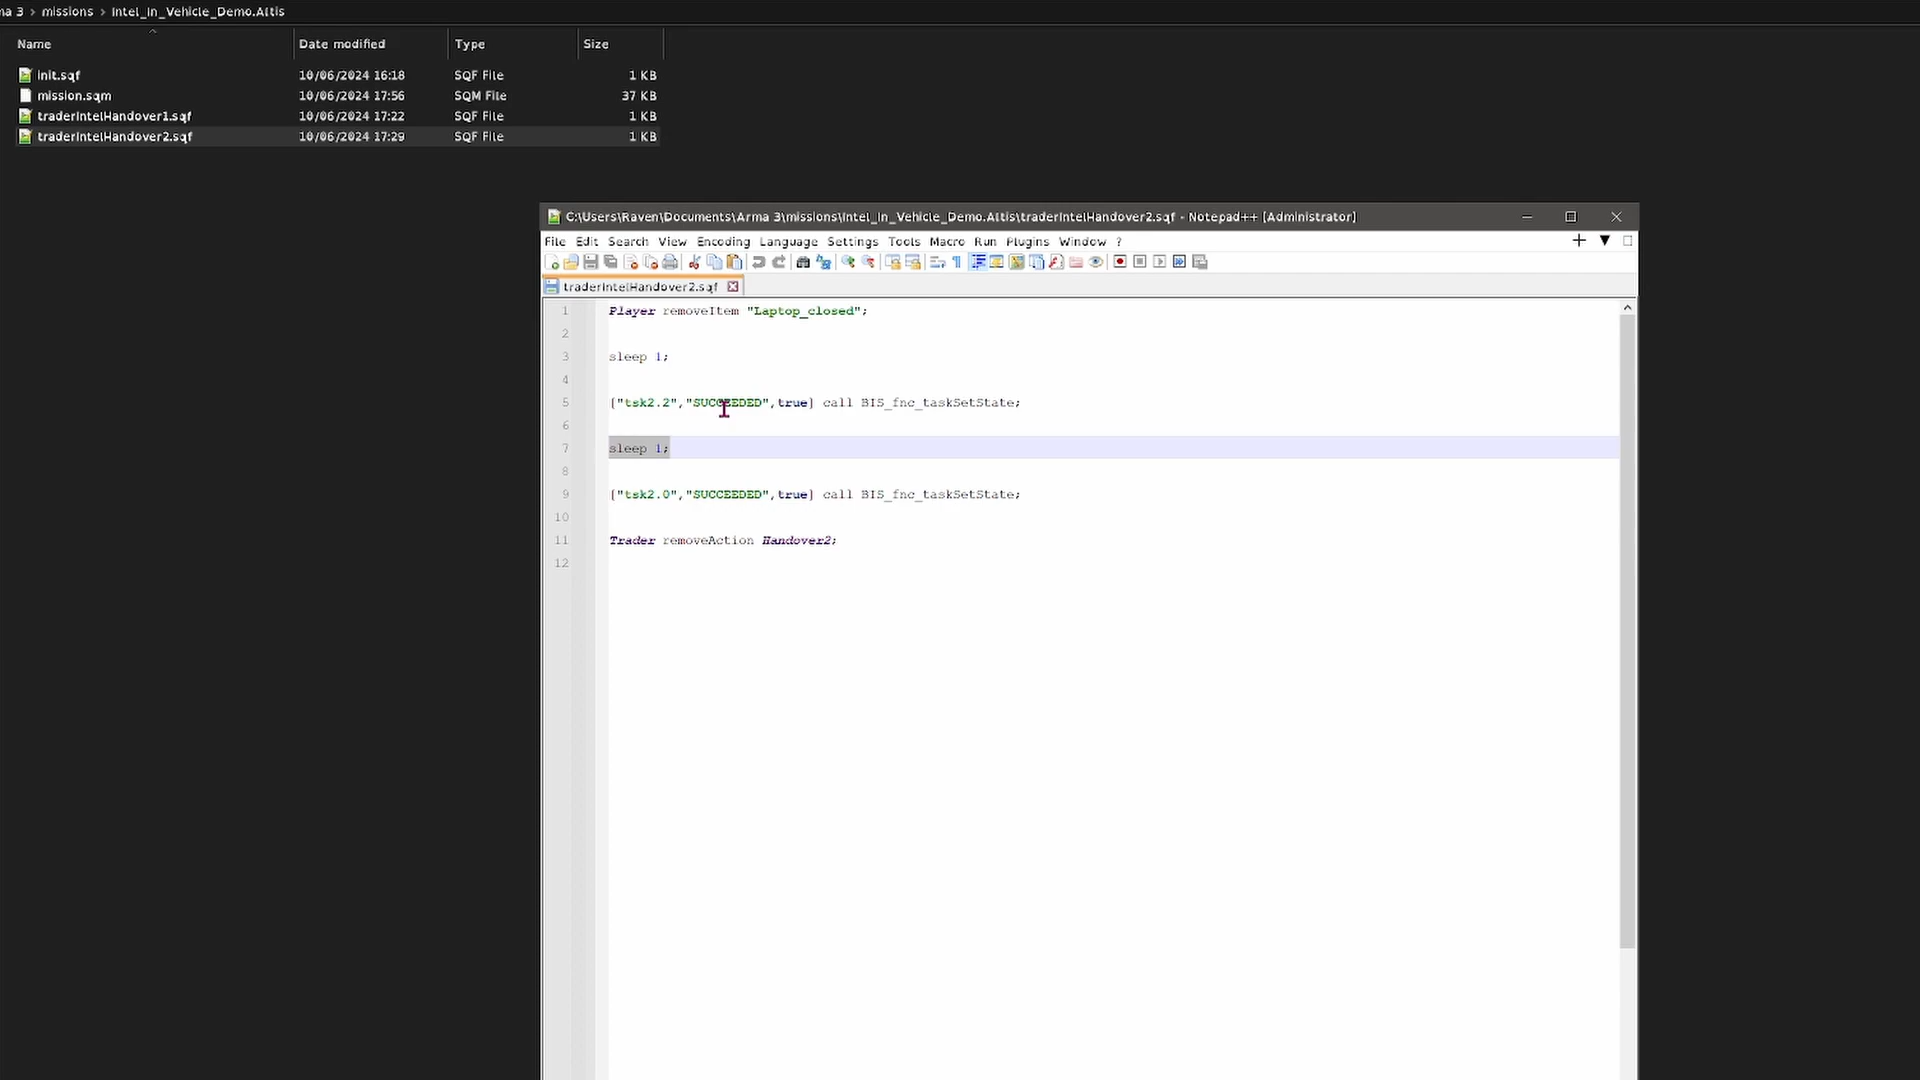 ma 3 > missions > Intel_In_Vehicle_Demo.Altis
Name Date modified Type Size
init.sqf 10/06/2024 16:18 SQF File 1 KB
mission.sqm 10/06/2024 17:56 SQM File 37 KB
traderIntelHandover1.sqf 10/06/2024 17:22 SQF File 1 KB
traderIntelHandover2.sqf 10/06/2024 17:29 SQF File 1 KB
C:\Users\Raven\Documents\Arma 3\missions\Intel_In_Vehicle_Demo.Altis\traderIntelHandover2.sqf - Notepad++ [Administrator]
File Edit Search View Encoding Language Settings Tools Macro Run Plugins Window ?
traderIntelHandover2.sqf
1 Player removeItem "Laptop_closed";
2
3 sleep 1;
4
5 ["tsk2.2","SUCCEEDED",true] call BIS_fnc_taskSetState;
6
7 sleep 1;
8
9 ["tsk2.0","SUCCEEDED",true] call BIS_fnc_taskSetState;
10
11 Trader removeAction Handover2;
12